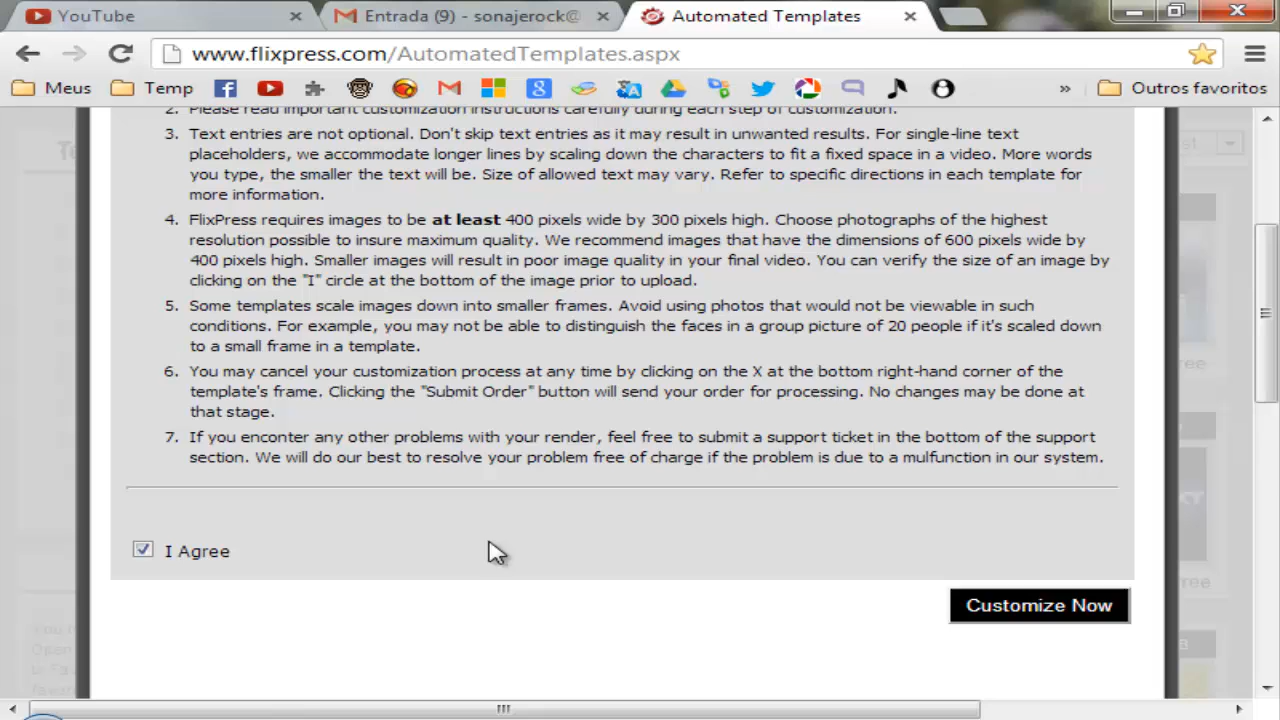 YouTube
Entrada (9) - sonajerock@
Automated Templates
www.flixpress.com/AutomatedTemplates.aspx
Meus
Temp
»
Outros favoritos
2. Please read important customization instructions carefully during each step of customization.
3. Text entries are not optional. Don't skip text entries as it may result in unwanted results. For single-line text
placeholders, we accommodate longer lines by scaling down the characters to fit a fixed space in a video. More words
you type, the smaller the text will be. Size of allowed text may vary. Refer to specific directions in each template for
more information.
4. FlixPress requires images to be at least 400 pixels wide by 300 pixels high. Choose photographs of the highest
resolution possible to insure maximum quality. We recommend images that have the dimensions of 600 pixels wide by
400 pixels high. Smaller images will result in poor image quality in your final video. You can verify the size of an image by
clicking on the "I" circle at the bottom of the image prior to upload.
5. Some templates scale images down into smaller frames. Avoid using photos that would not be viewable in such
conditions. For example, you may not be able to distinguish the faces in a group picture of 20 people if it's scaled down
to a small frame in a template.
6. You may cancel your customization process at any time by clicking on the X at the bottom right-hand corner of the
template's frame. Clicking the "Submit Order" button will send your order for processing. No changes may be done at
that stage.
7. If you enconter any other problems with your render, feel free to submit a support ticket in the bottom of the support
section. We will do our best to resolve your problem free of charge if the problem is due to a mulfunction in our system.
I Agree
Customize Now